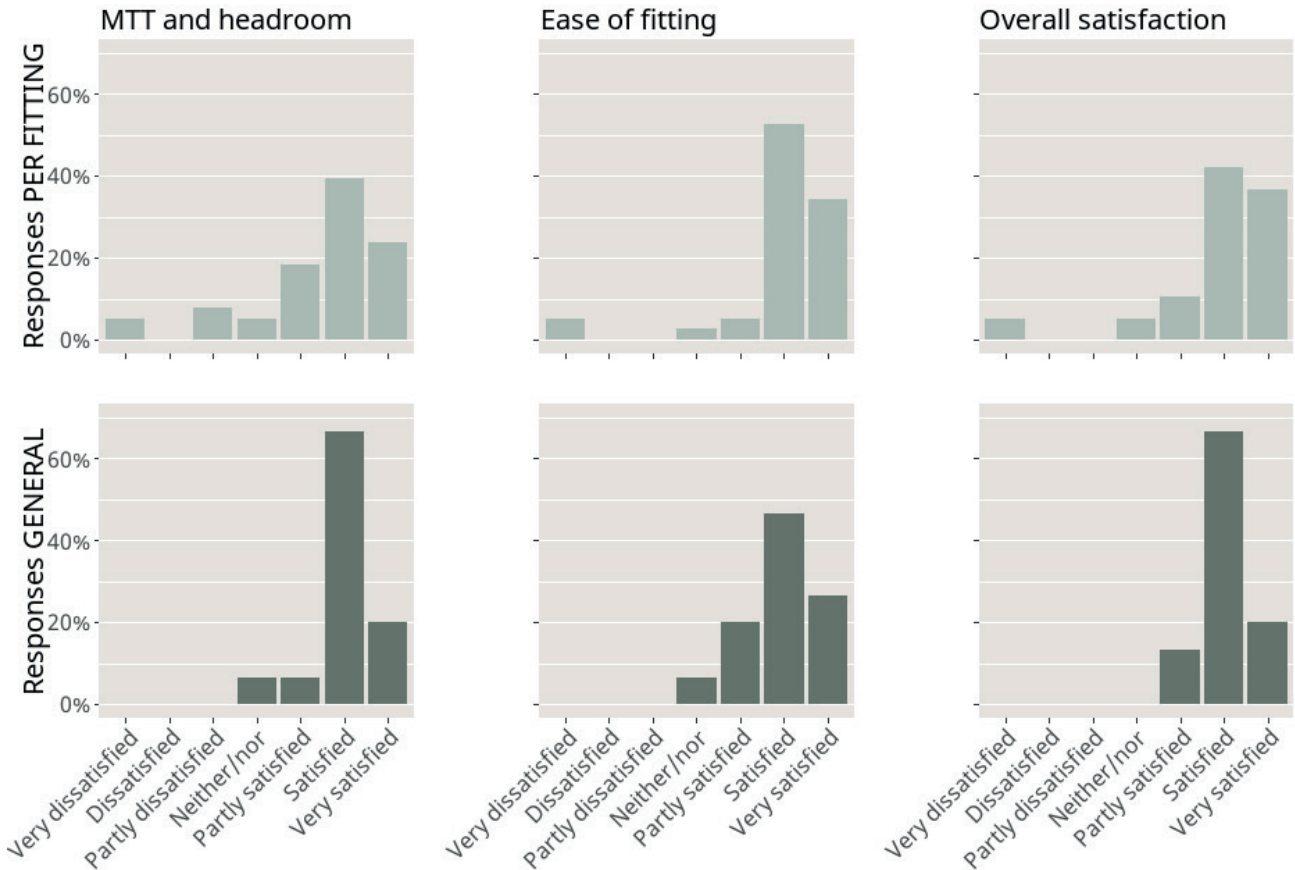 MTT and headroom
Ease of fitting
Overall satisfaction
Responses PER FITTING
60%
40%
20%
0%
Responses GENERAL
60%
40%
20%
0%
Very dissatisfied
Dissatisfied
Partly dissatisfied
Neither/nor
Partly satisfied
Satisfied
Very satisfied
Very dissatisfied
Dissatisfied
Partly dissatisfied
Neither/nor
Partly satisfied
Satisfied
Very satisfied
Very dissatisfied
Dissatisfied
Partly dissatisfied
Neither/nor
Partly satisfied
Satisfied
Very satisfied